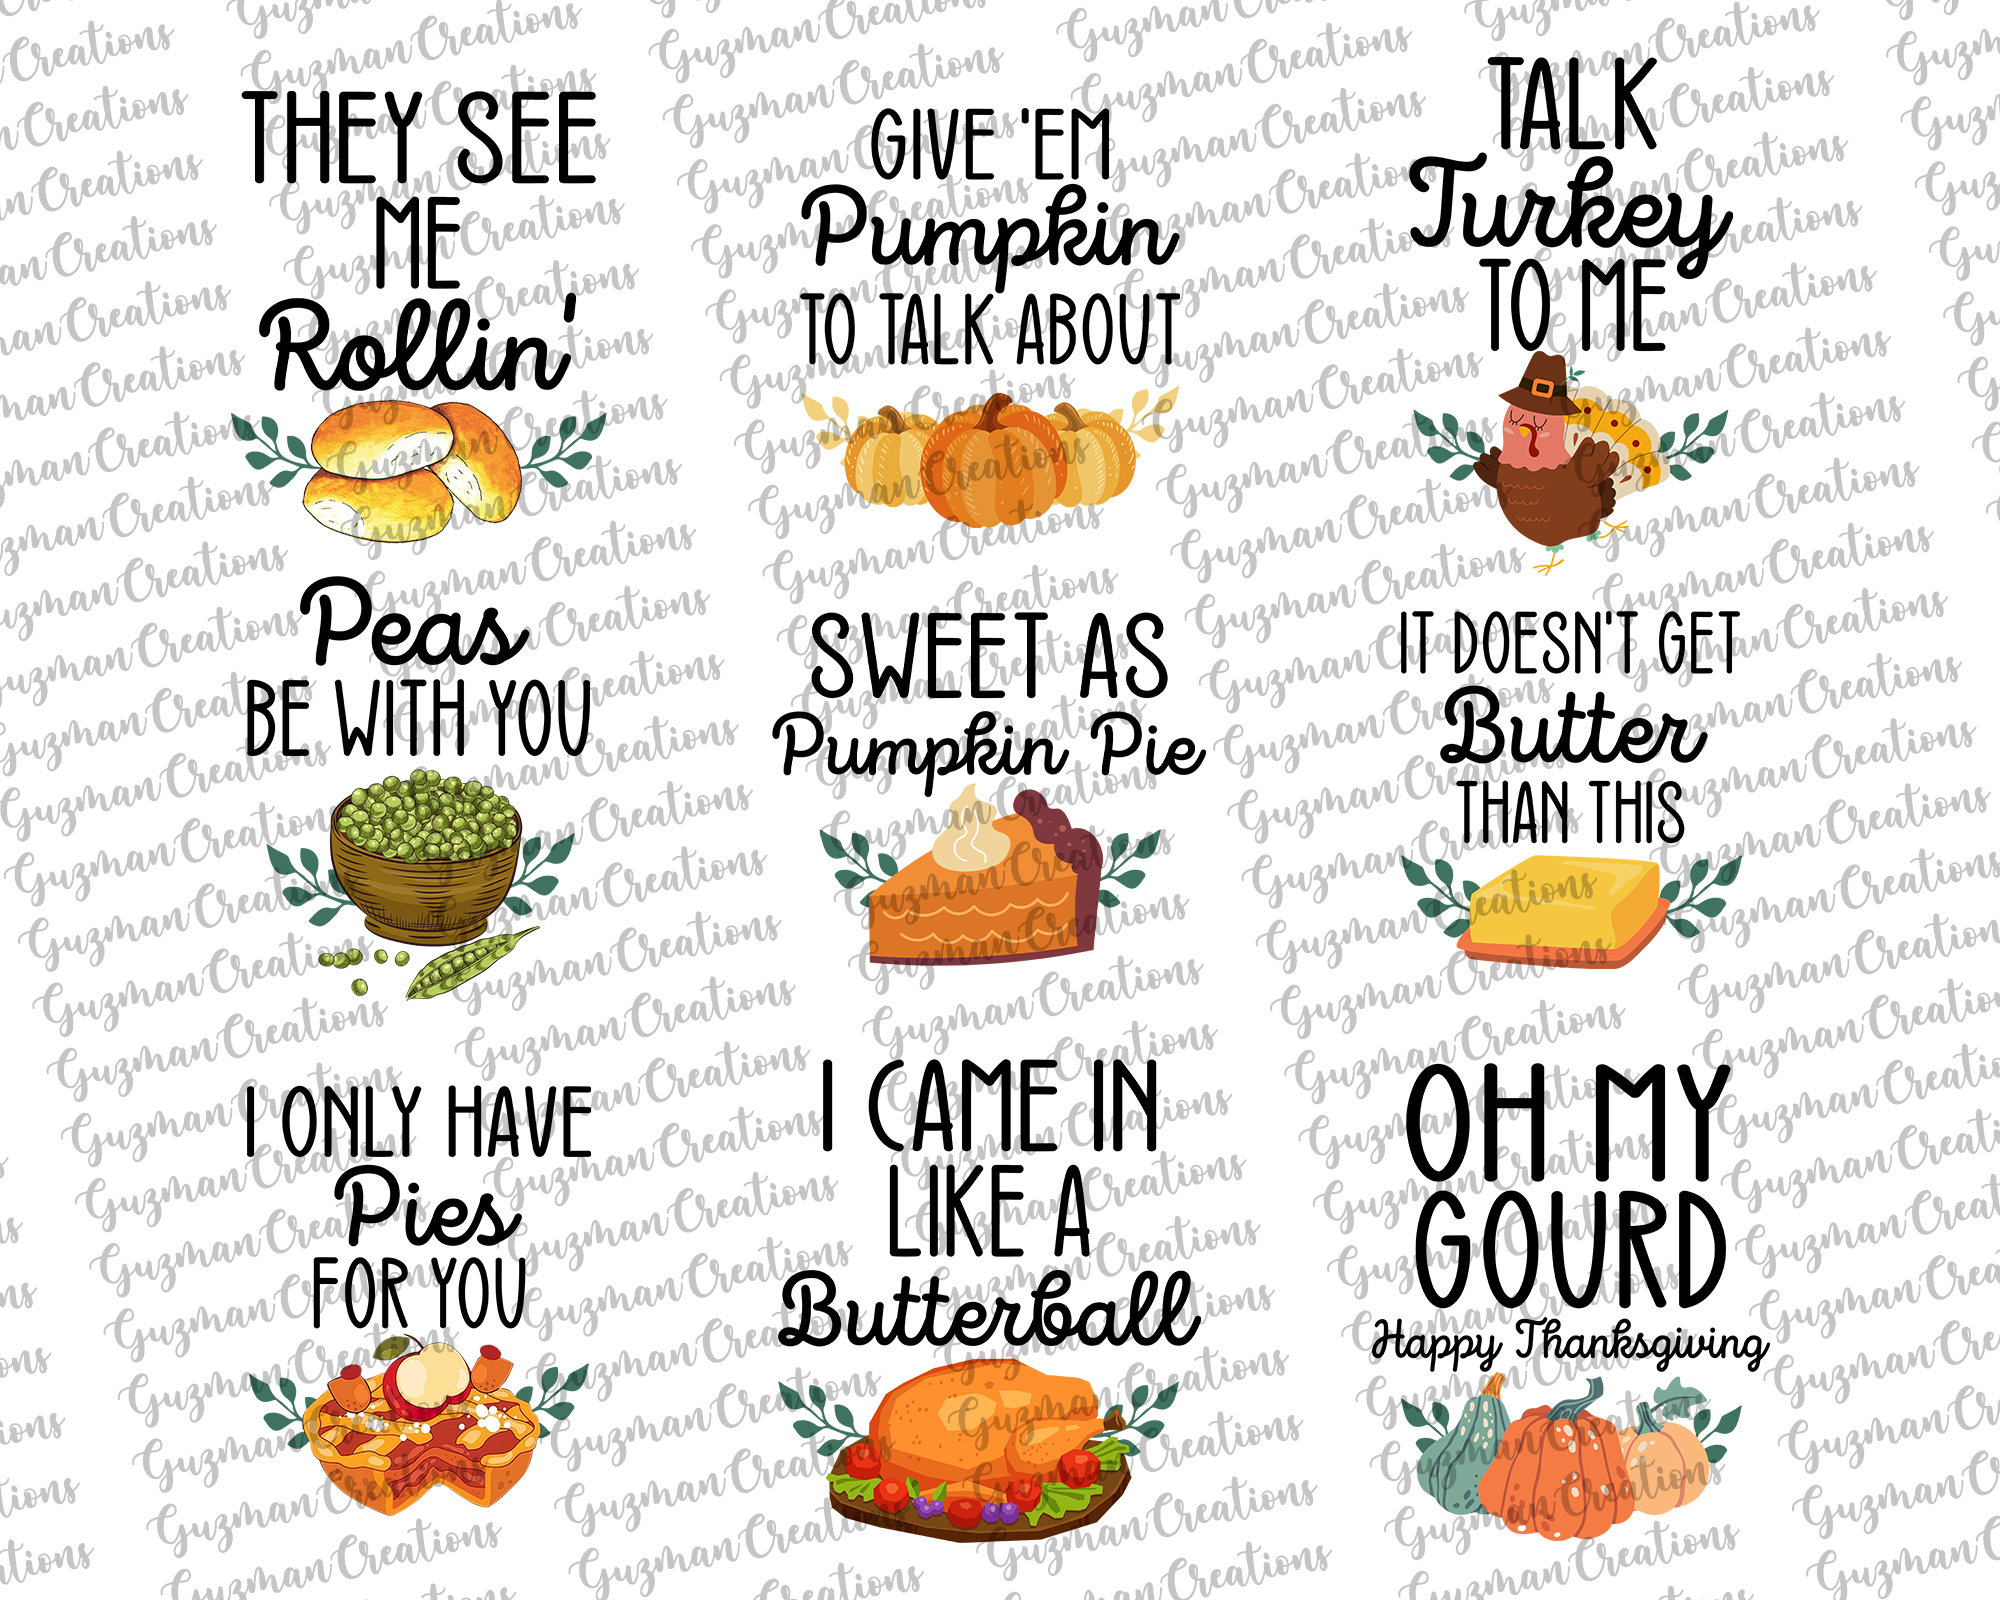 THEY SEE
ME
Rollin'
GIVE 'EM
Pumpkin
TO TALK ABOUT
TALK
Turkey
TO ME
Peas
BE WITH YOU
SWEET AS
Pumpkin Pie
IT DOESN'T GET
Butter
THAN THIS
I ONLY HAVE
Pies
FOR YOU
I CAME IN
LIKE A
Butterball
OH MY
GOURD
Happy Thanksgiving
Guzman Creations